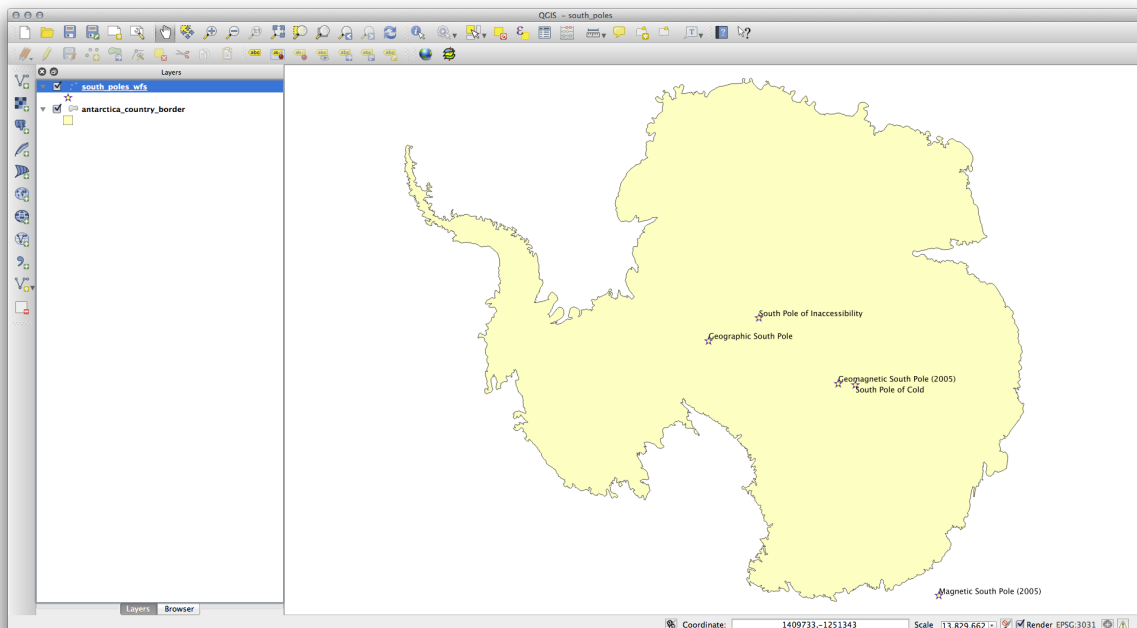 QGIS - south_poles
Layers
south_poles_wfs
antarctica_country_border
South Pole of Inaccessibility
Geographic South Pole
Geomagnetic South Pole (2005)
South Pole of Cold
Magnetic South Pole (2005)
Layers Browser
Coordinate: 1409733,-1251343 Scale 13,829,662 Render EPSG:3031